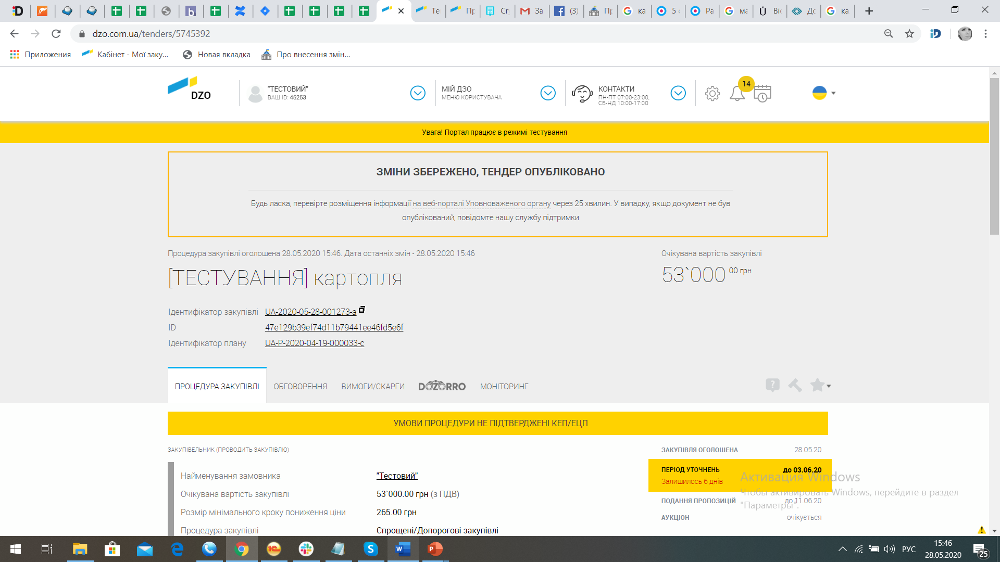 Те
Пр
Сп
За
(3)
Пр
ка
5 с
Ра
ма
Віс
До
ка
dzo.com.ua/tenders/5745392
Приложения
Кабінет - Мої заку...
Новая вкладка
Про внесення змін...
DZO
"ТЕСТОВИЙ"
ВАШ ID: 45253
МІЙ ДЗО
МЕНЮ КОРИСТУВАЧА
КОНТАКТИ
ПН-ПТ 07:00-23:00,
СБ-НД 10:00-17:00
14
Увага! Портал працює в режимі тестування
ЗМІНИ ЗБЕРЕЖЕНО, ТЕНДЕР ОПУБЛІКОВАНО
Будь ласка, перевірте розміщення інформації на веб-порталі Уповноваженого органу через 25 хвилин. У випадку, якщо документ не був
опублікований, повідомте нашу службу підтримки
Процедура закупівлі оголошена 28.05.2020 15:46. Дата останніх змін - 28.05.2020 15:46
Очікувана вартість закупівлі
[ТЕСТУВАННЯ] картопля
53`000 00 грн
Ідентифікатор закупівлі UA-2020-05-28-001273-a
ID 47e129b39ef74d11b79441ee46fd5e6f
Ідентифікатор плану UA-P-2020-04-19-000033-c
ПРОЦЕДУРА ЗАКУПІВЛІ
ОБГОВОРЕННЯ
ВИМОГИ/СКАРГИ
DOZORRO
МОНІТОРИНГ
УМОВИ ПРОЦЕДУРИ НЕ ПІДТВЕРДЖЕНІ КЕП/ЕЦП
ЗАКУПІВЕЛЬНИК (ПРОВОДИТЬ ЗАКУПІВЛЮ)
Найменування замовника "Тестовий"
Очікувана вартість закупівлі 53`000.00 грн (з ПДВ)
Розмір мінімального кроку пониження ціни 265.00 грн
Процедура закупівлі Спрощені/Допорогові закупівлі
ЗАКУПІВЛЯ ОГОЛОШЕНА 28.05.20
ПЕРІОД УТОЧНЕНЬ до 03.06.20
Залишилось 6 днів
ПОДАННЯ ПРОПОЗИЦІЙ до 11.06.20
АУКЦІОН очікується
Активация Windows
Чтобы активировать Windows, перейдите в раздел
"Параметры".
РУС
15:46
28.05.2020
25